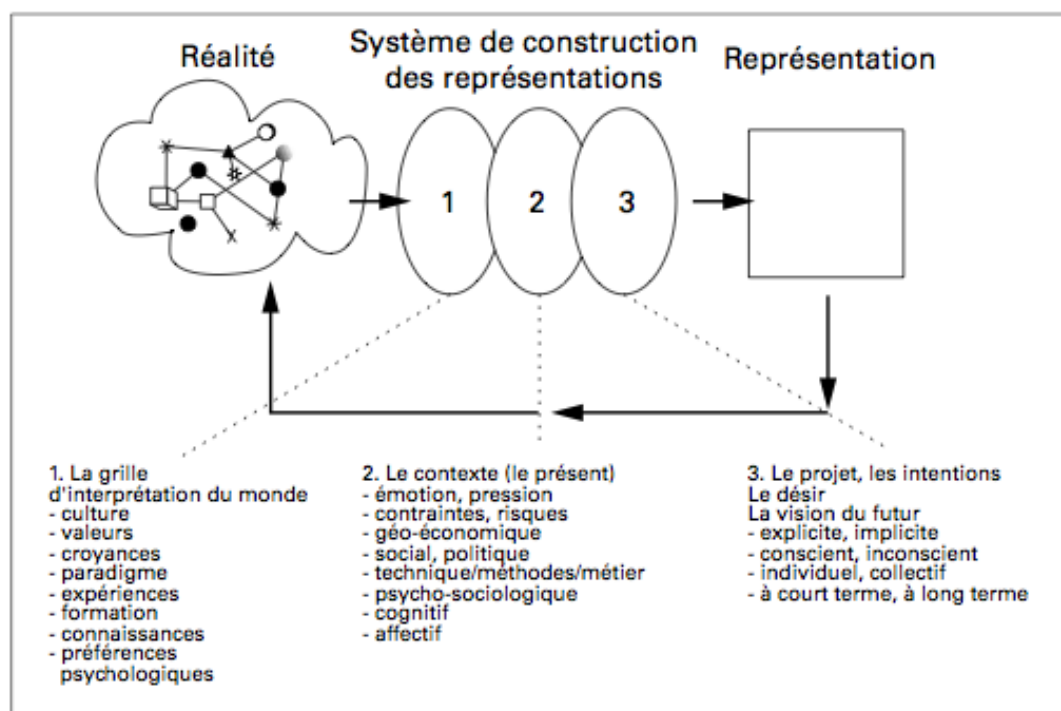 Réalité
Système de construction
des représentations
Représentation
1
2
3
1. La grille
d'interprétation du monde
- culture
- valeurs
- croyances
- paradigme
- expériences
- formation
- connaissances
- préférences
psychologiques
2. Le contexte (le présent)
- émotion, pression
- contraintes, risques
- géo-économique
- social, politique
- technique/méthodes/métier
- psycho-sociologique
- cognitif
- affectif
3. Le projet, les intentions
Le désir
La vision du futur
- explicite, implicite
- conscient, inconscient
- individuel, collectif
- à court terme, à long terme